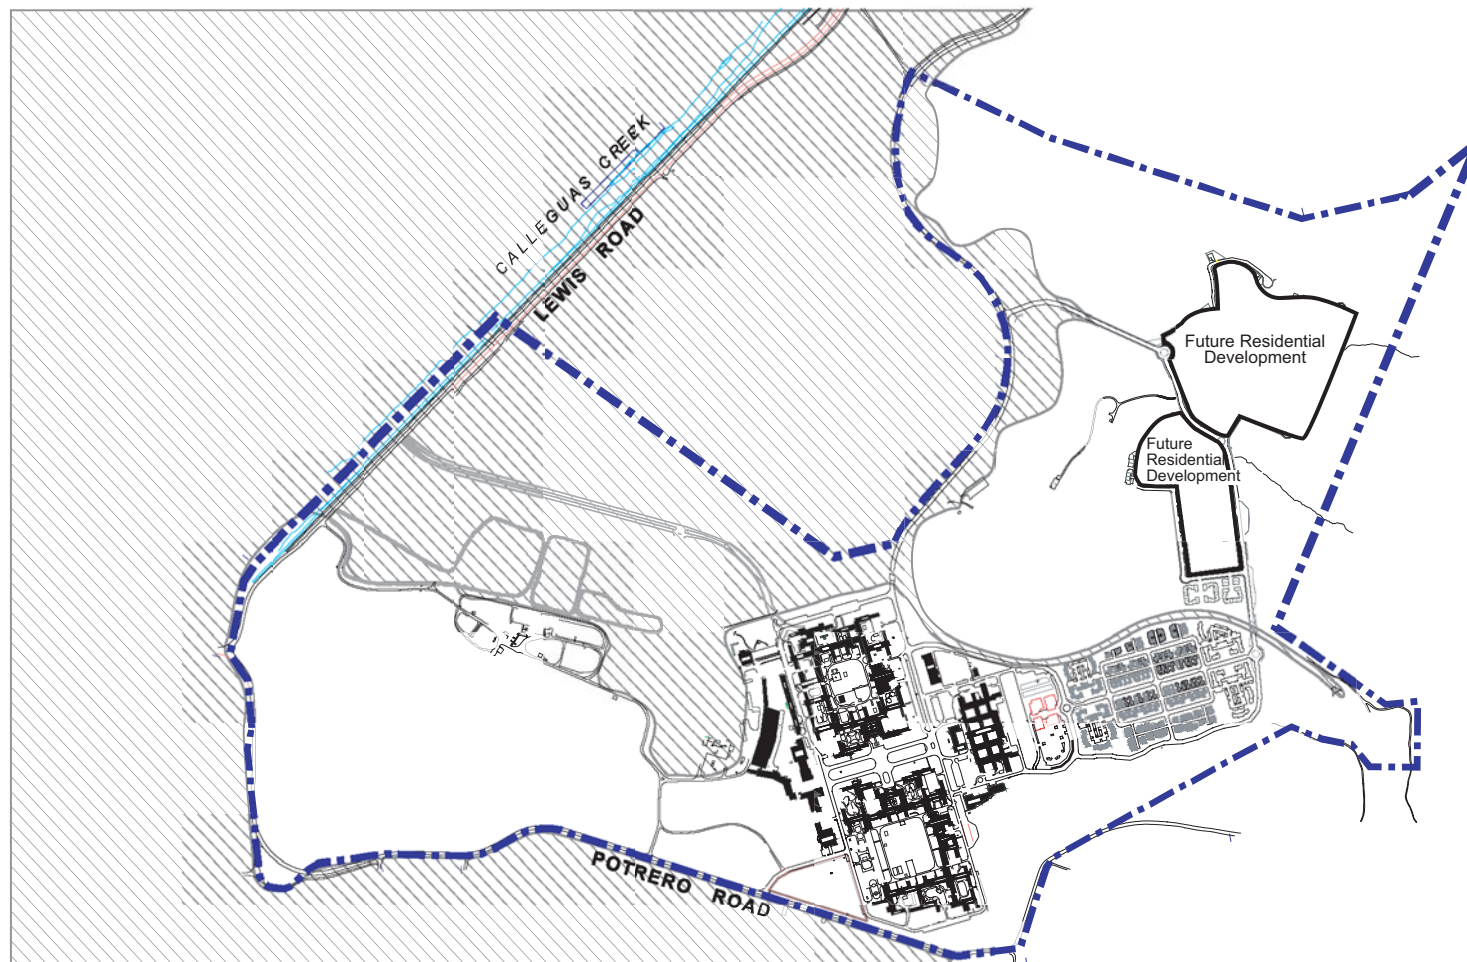 CALLEGUAS CREEK
LEWIS ROAD
Future Residential
Development
Future
Residential
Development
POTRERO ROAD